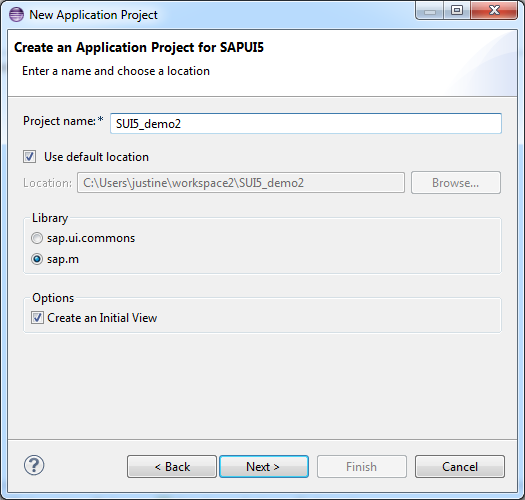 New Application Project
Create an Application Project for SAPUI5
Enter a name and choose a location
Project name:* SUI5_demo2
Use default location
Location: C:\Users\justine\workspace2\SUI5_demo2 Browse...
Library
sap.ui.commons
sap.m
Options
Create an Initial View
? < Back Next > Finish Cancel